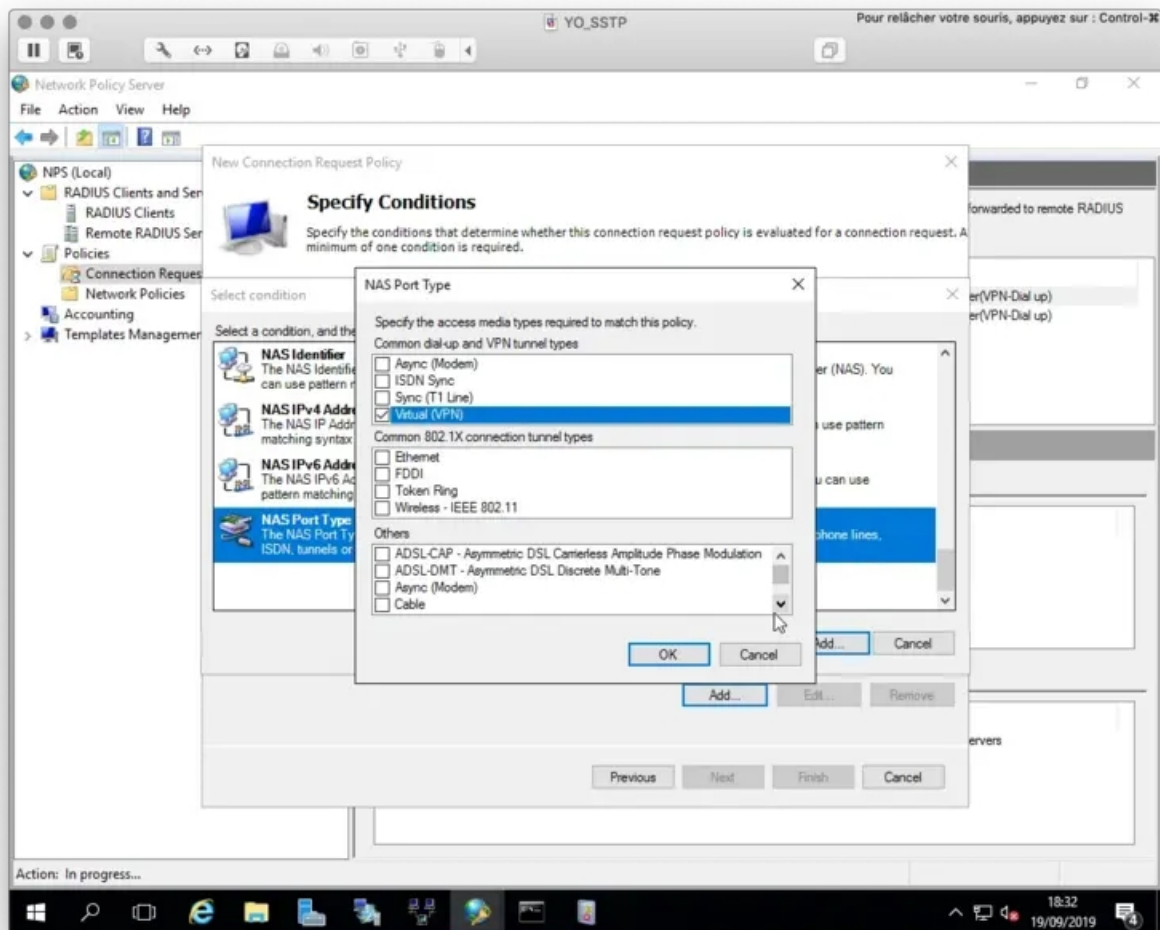 YO_SSTP
Pour relâcher votre souris, appuyez sur : Control-⌘
Network Policy Server
File Action View Help
NPS (Local)
RADIUS Clients and Ser
RADIUS Clients
Remote RADIUS Ser
Policies
Connection Reques
Network Policies
Accounting
Templates Managemer
New Connection Request Policy
Specify Conditions
Specify the conditions that determine whether this connection request policy is evaluated for a connection request. A
minimum of one condition is required.
forwarded to remote RADIUS
er(VPN-Dial up)
er(VPN-Dial up)
Select condition
Select a condition, and the
NAS Identifier
The NAS Identifie
er (NAS). You
can use pattern r
NAS IPv4 Addre
The NAS IP Addr
use pattern
matching syntax
NAS IPv6 Addre
The NAS IPv6 Ad
u can use
pattern matching
NAS Port Type
The NAS Port Ty
phone lines,
ISDN, tunnels or
Add... Cancel
NAS Port Type
Specify the access media types required to match this policy.
Common dial-up and VPN tunnel types
Async (Modem)
ISDN Sync
Sync (T1 Line)
Virtual (VPN)
Common 802.1X connection tunnel types
Ethernet
FDDI
Token Ring
Wireless - IEEE 802.11
Others
ADSL-CAP - Asymmetric DSL Carrierless Amplitude Phase Modulation
ADSL-DMT - Asymmetric DSL Discrete Multi-Tone
Async (Modem)
Cable
OK Cancel
Add... Edit... Remove
ervers
Previous Next Finish Cancel
Action: In progress...
18:32
19/09/2019
4